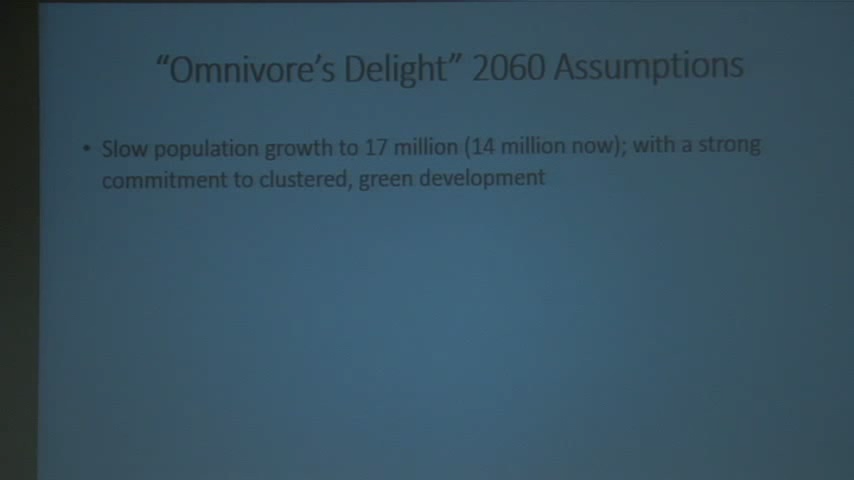 “Omnivore’s Delight” 2060 Assumptions
• Slow population growth to 17 million (14 million now); with a strong
commitment to clustered, green development